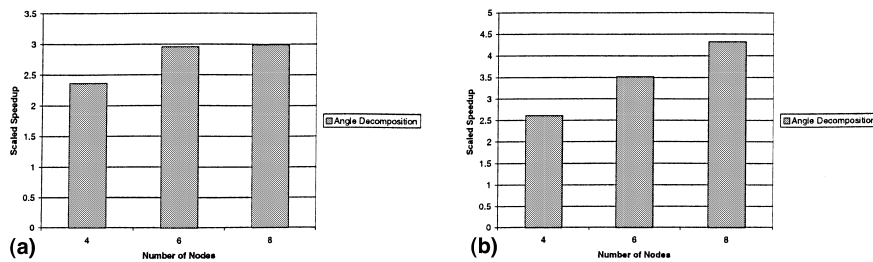 3.5
3
2.5
2
1.5
1
0.5
0
Scaled Speedup
4 6 8
Number of Nodes
Angle Decomposition
(a)
5
4.5
4
3.5
3
2.5
2
1.5
1
0.5
0
Scaled Speedup
4 6 8
Number of Nodes
Angle Decomposition
(b)